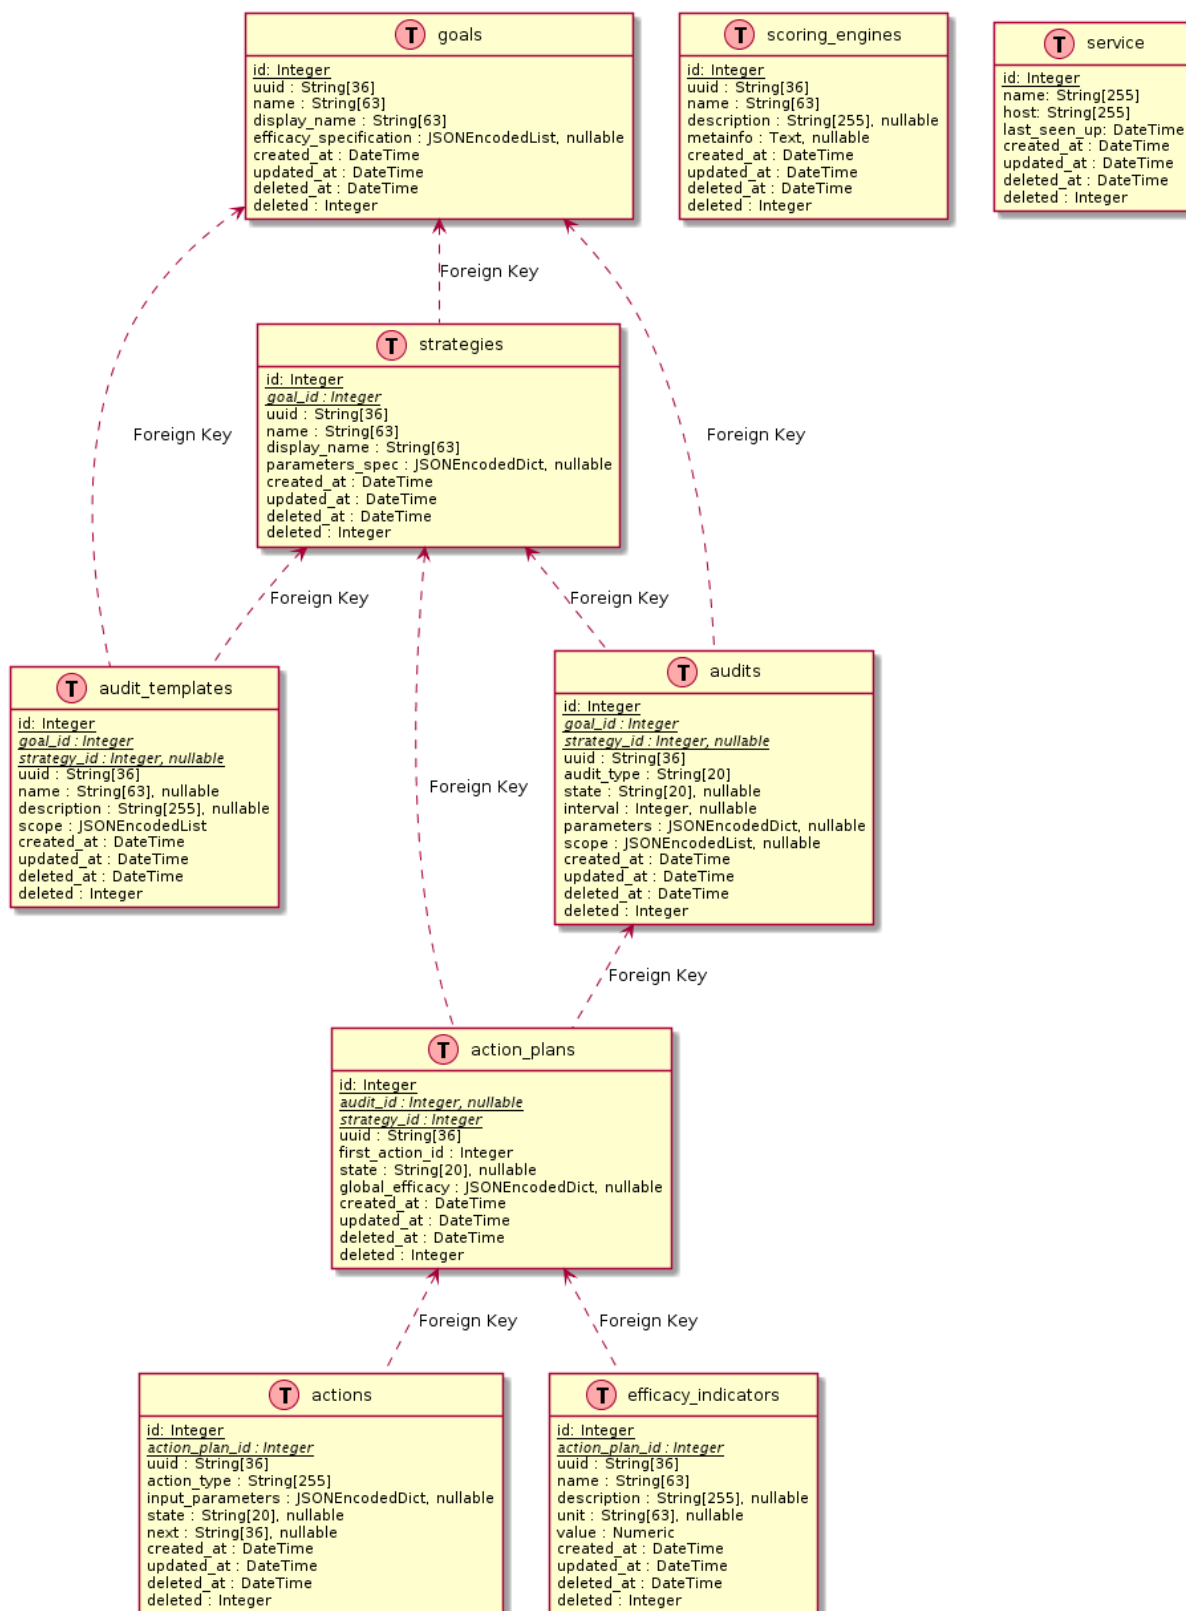 T goals
id: Integer
uuid : String[36]
name : String[63]
display_name : String[63]
efficacy_specification : JSONEncodedList, nullable
created_at : DateTime
updated_at : DateTime
deleted_at : DateTime
deleted : Integer
T scoring_engines
id: Integer
uuid : String[36]
name : String[63]
description : String[255], nullable
metainfo : Text, nullable
created_at : DateTime
updated_at : DateTime
deleted_at : DateTime
deleted : Integer
T service
id: Integer
name: String[255]
host: String[255]
last_seen_up: DateTime
created_at : DateTime
updated_at : DateTime
deleted_at : DateTime
deleted : Integer
Foreign Key
T strategies
id: Integer
goal_id : Integer
uuid : String[36]
name : String[63]
display_name : String[63]
parameters_spec : JSONEncodedDict, nullable
created_at : DateTime
updated_at : DateTime
deleted_at : DateTime
deleted : Integer
Foreign Key
Foreign Key
Foreign Key
Foreign Key
T audit_templates
id: Integer
goal_id : Integer
strategy_id : Integer, nullable
uuid : String[36]
name : String[63], nullable
description : String[255], nullable
scope : JSONEncodedList
created_at : DateTime
updated_at : DateTime
deleted_at : DateTime
deleted : Integer
Foreign Key
T audits
id: Integer
goal_id : Integer
strategy_id : Integer, nullable
uuid : String[36]
audit_type : String[20]
state : String[20], nullable
interval : Integer, nullable
parameters : JSONEncodedDict, nullable
scope : JSONEncodedList, nullable
created_at : DateTime
updated_at : DateTime
deleted_at : DateTime
deleted : Integer
Foreign Key
T action_plans
id: Integer
audit_id : Integer, nullable
strategy_id : Integer
uuid : String[36]
first_action_id : Integer
state : String[20], nullable
global_efficacy : JSONEncodedDict, nullable
created_at : DateTime
updated_at : DateTime
deleted_at : DateTime
deleted : Integer
Foreign Key
Foreign Key
T actions
id: Integer
action_plan_id : Integer
uuid : String[36]
action_type : String[255]
input_parameters : JSONEncodedDict, nullable
state : String[20], nullable
next : String[36], nullable
created_at : DateTime
updated_at : DateTime
deleted_at : DateTime
deleted : Integer
T efficacy_indicators
id: Integer
action_plan_id : Integer
uuid : String[36]
name : String[63]
description : String[255], nullable
unit : String[63], nullable
value : Numeric
created_at : DateTime
updated_at : DateTime
deleted_at : DateTime
deleted : Integer